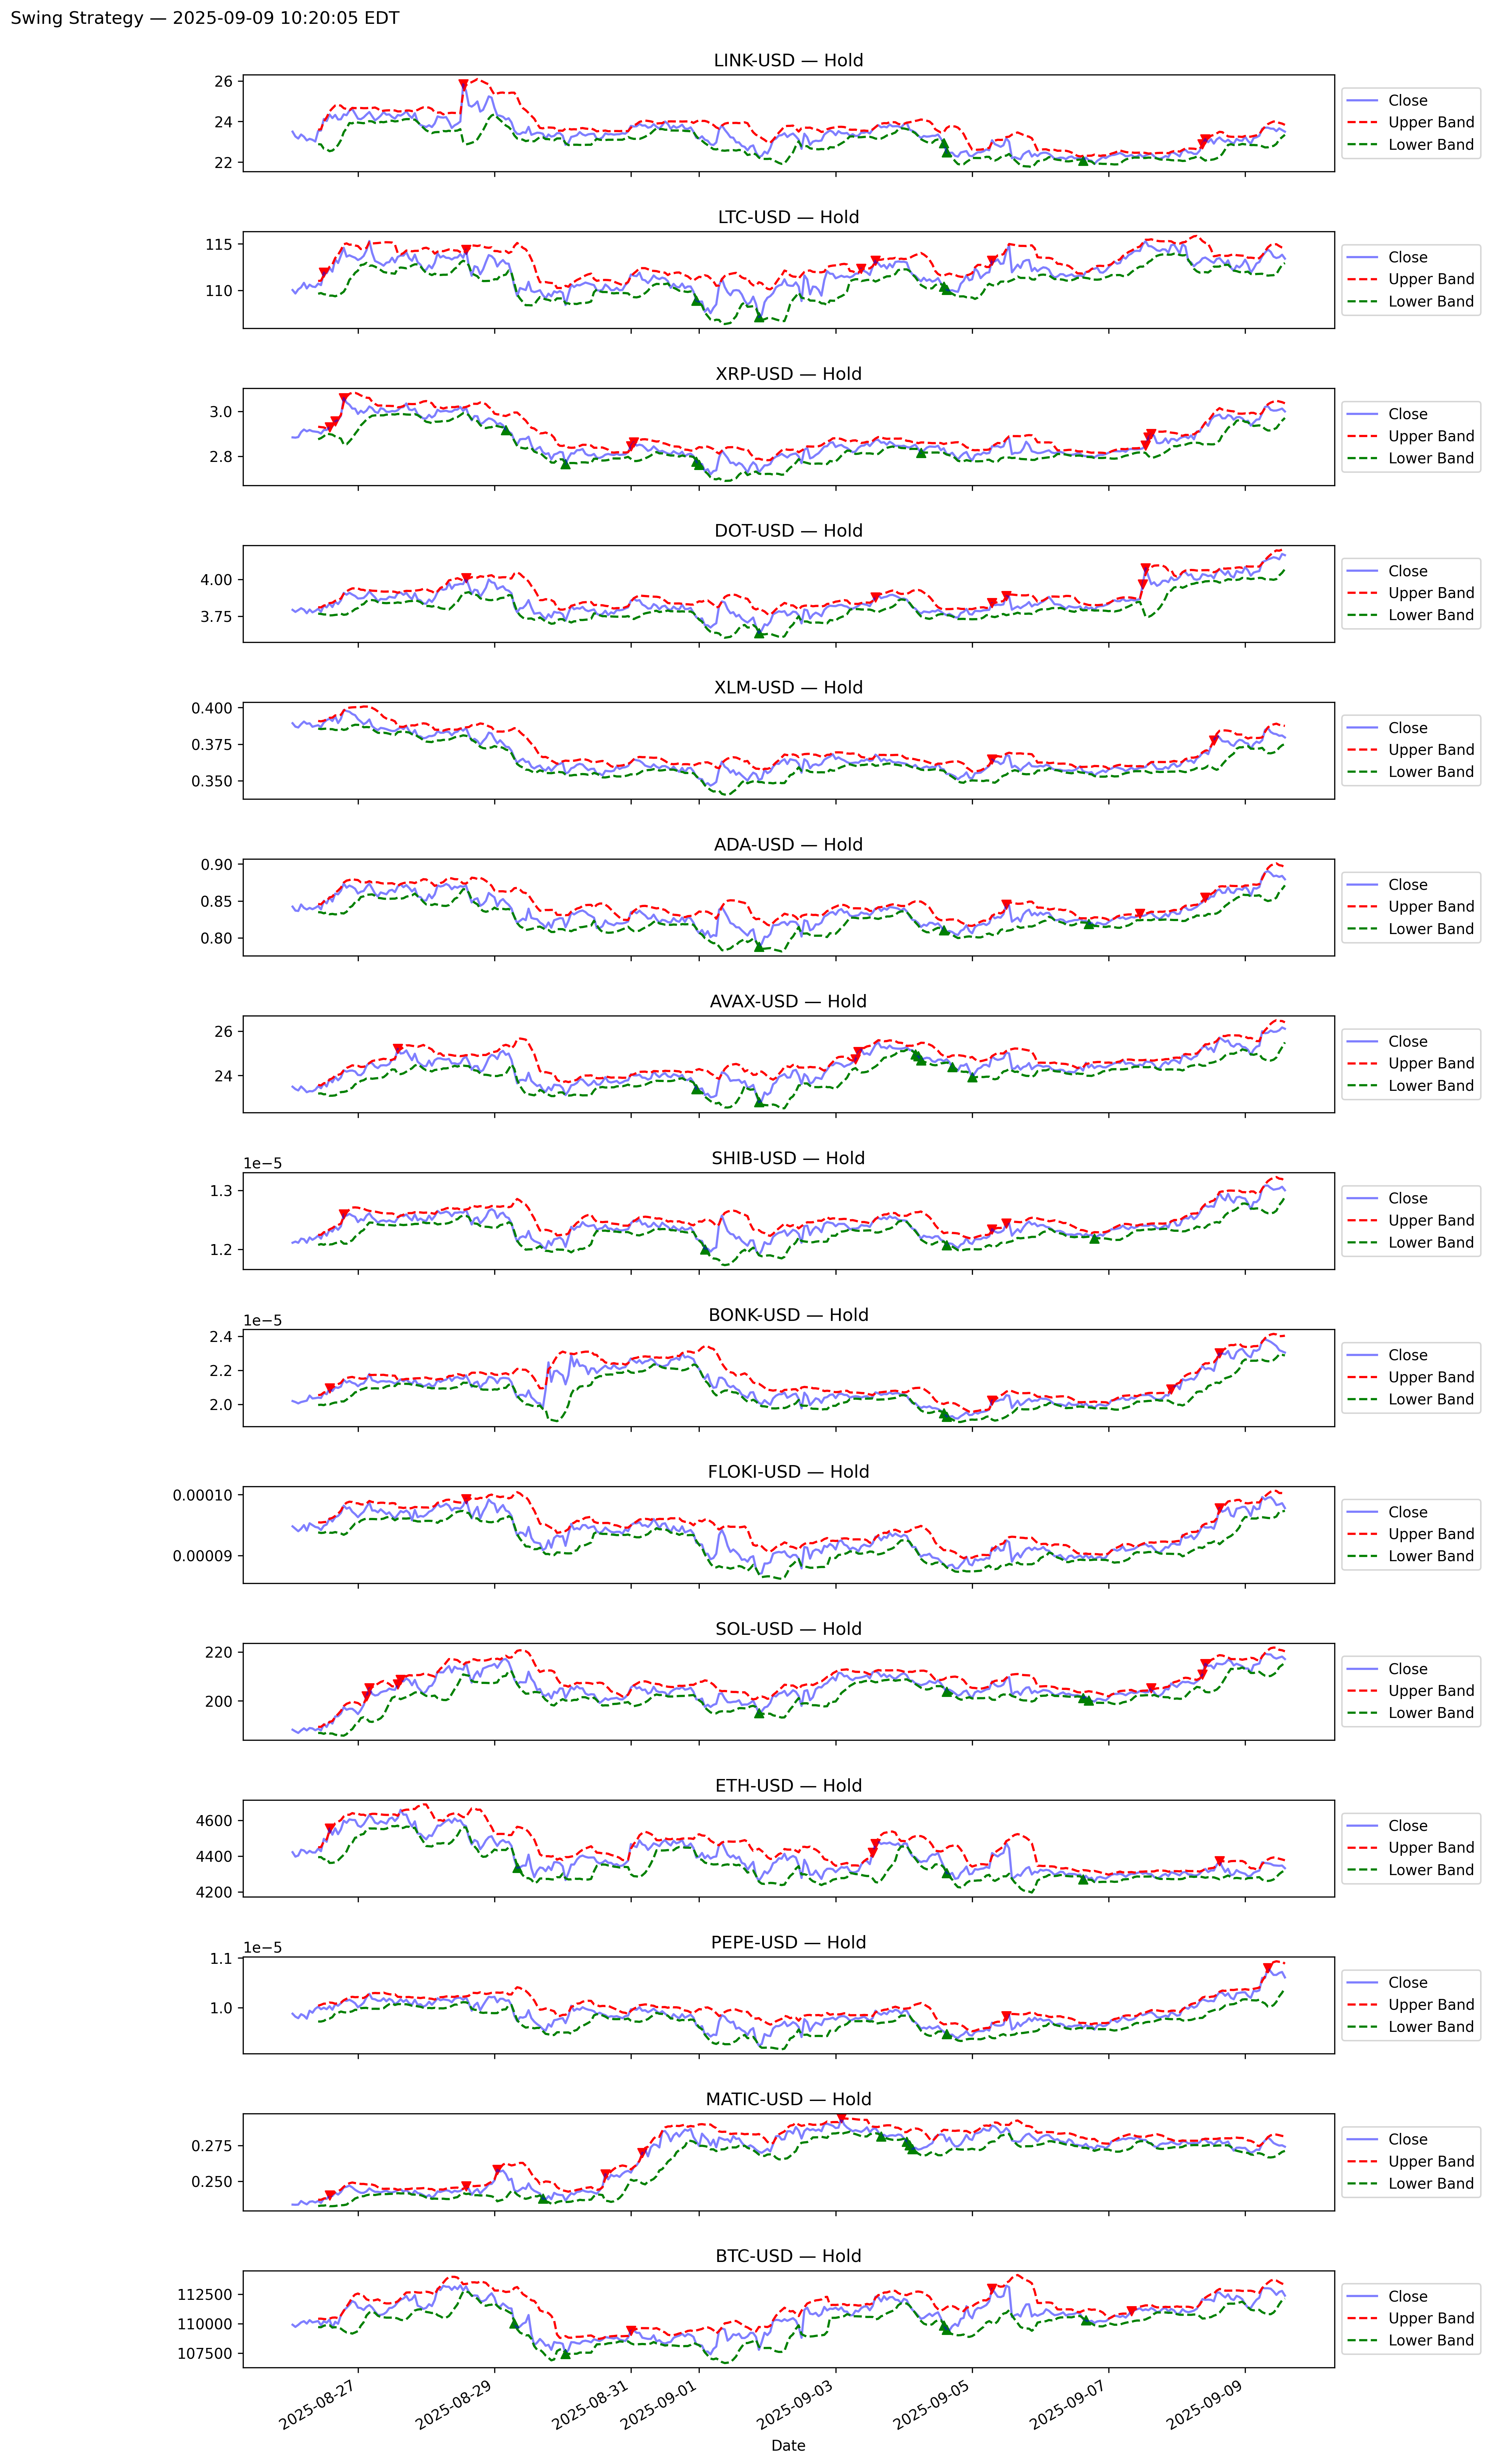 Swing Strategy — 2025-09-09 10:20:05 EDT
LINK-USD — Hold
26
24
22
Close
Upper Band
Lower Band
LTC-USD — Hold
115
110
Close
Upper Band
Lower Band
XRP-USD — Hold
3.0
2.8
Close
Upper Band
Lower Band
DOT-USD — Hold
4.00
3.75
Close
Upper Band
Lower Band
XLM-USD — Hold
0.400
0.375
0.350
Close
Upper Band
Lower Band
ADA-USD — Hold
0.90
0.85
0.80
Close
Upper Band
Lower Band
AVAX-USD — Hold
26
24
Close
Upper Band
Lower Band
SHIB-USD — Hold
1e−5
1.3
1.2
Close
Upper Band
Lower Band
BONK-USD — Hold
1e−5
2.4
2.2
2.0
Close
Upper Band
Lower Band
FLOKI-USD — Hold
0.00010
0.00009
Close
Upper Band
Lower Band
SOL-USD — Hold
220
200
Close
Upper Band
Lower Band
ETH-USD — Hold
4600
4400
4200
Close
Upper Band
Lower Band
PEPE-USD — Hold
1e−5
1.1
1.0
Close
Upper Band
Lower Band
MATIC-USD — Hold
0.275
0.250
Close
Upper Band
Lower Band
BTC-USD — Hold
112500
110000
107500
Close
Upper Band
Lower Band
2025-08-27
2025-08-29
2025-08-31
2025-09-01
2025-09-03
2025-09-05
2025-09-07
2025-09-09
Date